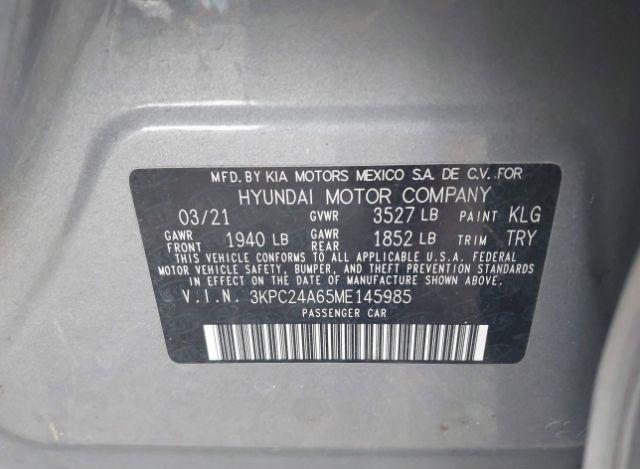 MFD. BY KIA MOTORS MEXICO S.A. DE C.V. FOR
HYUNDAI MOTOR COMPANY
03/21 GVWR 3527 LB PAINT KLG
GAWR FRONT 1940 LB GAWR REAR 1852 LB TRIM TRY
THIS VEHICLE CONFORMS TO ALL APPLICABLE U.S.A. FEDERAL
MOTOR VEHICLE SAFETY, BUMPER, AND THEFT PREVENTION STANDARDS
IN EFFECT ON THE DATE OF MANUFACTURE SHOWN ABOVE.
V.I.N. 3KPC24A65ME145985
PASSENGER CAR